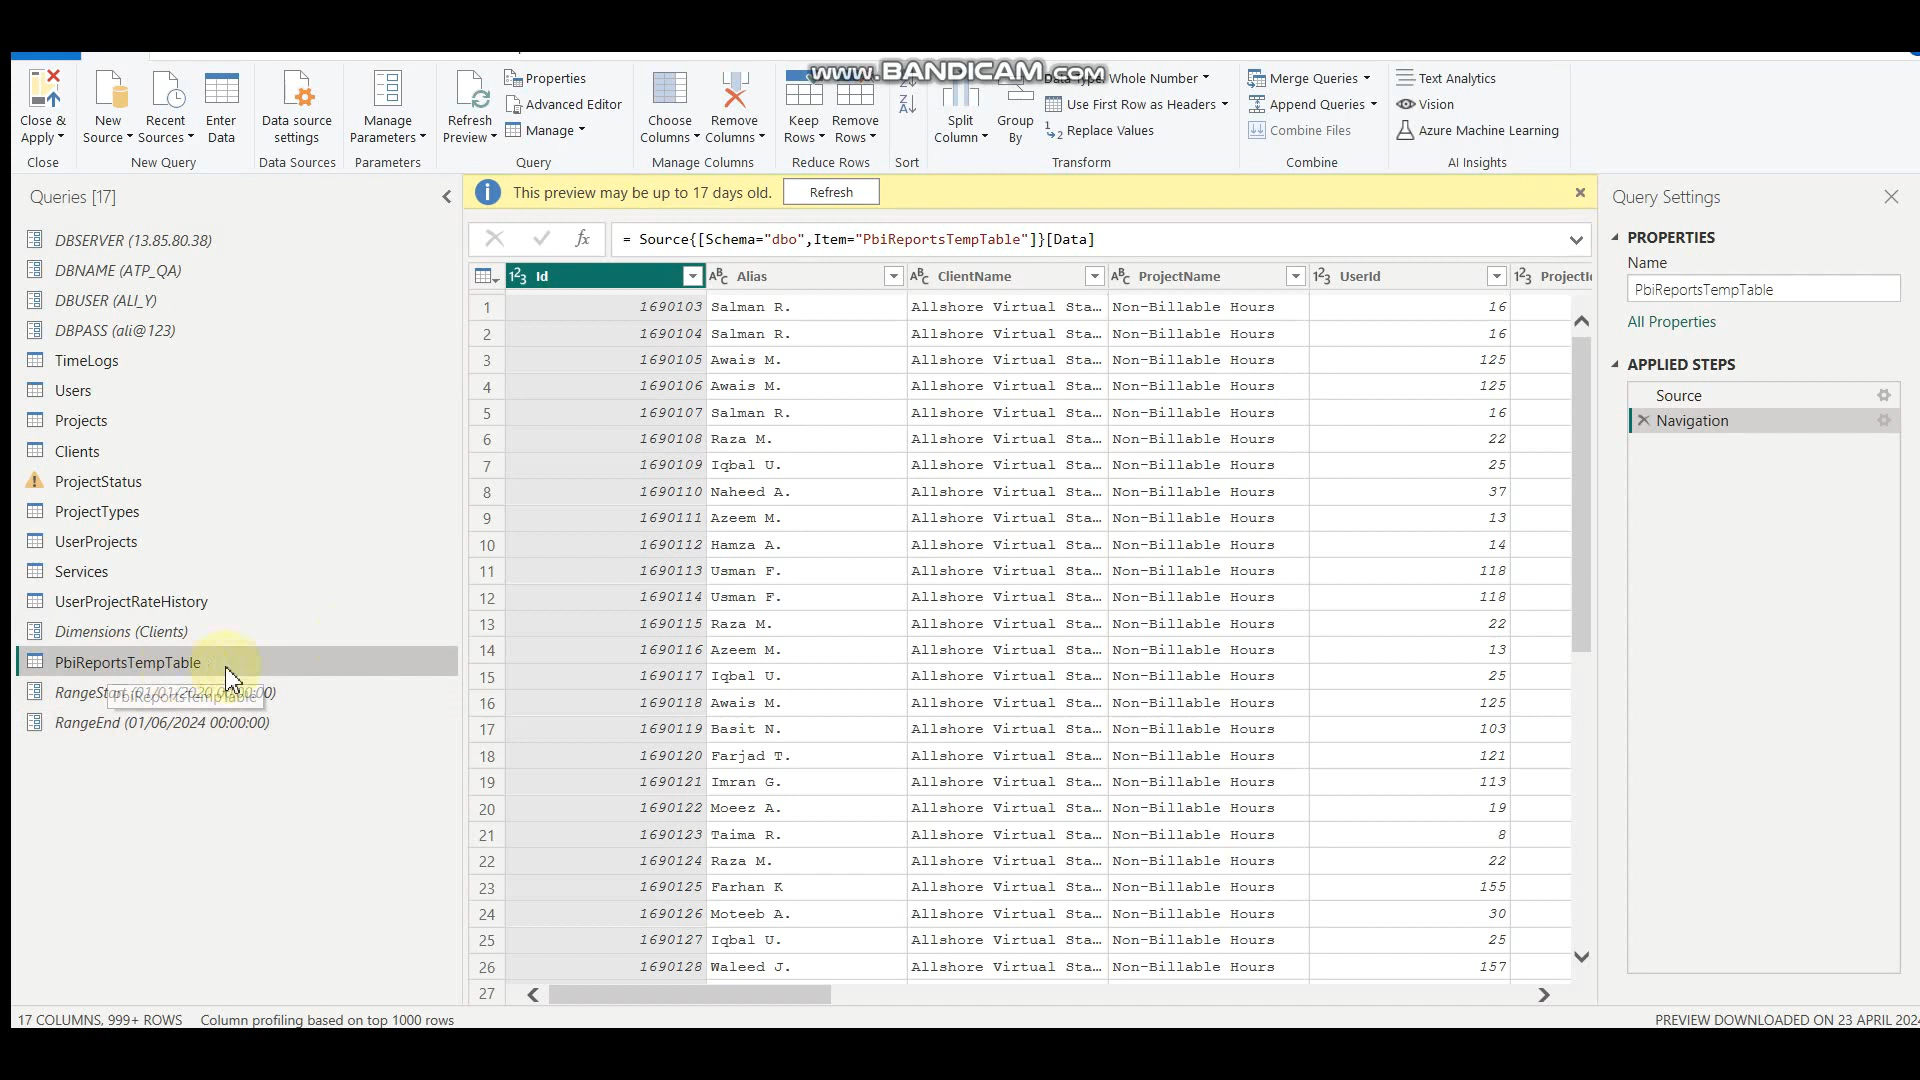 www.BANDICAM.com
Close &
Apply
Close
New
Source
Recent
Sources
Enter
Data
New Query
Data source
settings
Data Sources
Manage
Parameters
Parameters
Refresh
Preview
Properties
Advanced Editor
Manage
Query
Choose
Columns
Remove
Columns
Manage Columns
Keep
Rows
Remove
Rows
Reduce Rows
Sort
Split
Column
Group
By
Data Type: Whole Number
Use First Row as Headers
Replace Values
Transform
Merge Queries
Append Queries
Combine Files
Combine
Text Analytics
Vision
Azure Machine Learning
AI Insights
Queries [17]
DBSERVER (13.85.80.38)
DBNAME (ATP_QA)
DBUSER (ALI_Y)
DBPASS (ali@123)
TimeLogs
Users
Projects
Clients
ProjectStatus
ProjectTypes
UserProjects
Services
UserProjectRateHistory
Dimensions (Clients)
PbiReportsTempTable
RangeStart (01/01/2020 00:00:00)
PbiReportsTempTable
RangeEnd (01/06/2024 00:00:00)
This preview may be up to 17 days old. Refresh
fx = Source{[Schema="dbo",Item="PbiReportsTempTable"]}[Data]
Id Alias ClientName ProjectName UserId ProjectId
1 1690103 Salman R. Allshore Virtual Sta… Non-Billable Hours 16
2 1690104 Salman R. Allshore Virtual Sta… Non-Billable Hours 16
3 1690105 Awais M. Allshore Virtual Sta… Non-Billable Hours 125
4 1690106 Awais M. Allshore Virtual Sta… Non-Billable Hours 125
5 1690107 Salman R. Allshore Virtual Sta… Non-Billable Hours 16
6 1690108 Raza M. Allshore Virtual Sta… Non-Billable Hours 22
7 1690109 Iqbal U. Allshore Virtual Sta… Non-Billable Hours 25
8 1690110 Naheed A. Allshore Virtual Sta… Non-Billable Hours 37
9 1690111 Azeem M. Allshore Virtual Sta… Non-Billable Hours 13
10 1690112 Hamza A. Allshore Virtual Sta… Non-Billable Hours 14
11 1690113 Usman F. Allshore Virtual Sta… Non-Billable Hours 118
12 1690114 Usman F. Allshore Virtual Sta… Non-Billable Hours 118
13 1690115 Raza M. Allshore Virtual Sta… Non-Billable Hours 22
14 1690116 Azeem M. Allshore Virtual Sta… Non-Billable Hours 13
15 1690117 Iqbal U. Allshore Virtual Sta… Non-Billable Hours 25
16 1690118 Awais M. Allshore Virtual Sta… Non-Billable Hours 125
17 1690119 Basit N. Allshore Virtual Sta… Non-Billable Hours 103
18 1690120 Farjad T. Allshore Virtual Sta… Non-Billable Hours 121
19 1690121 Imran G. Allshore Virtual Sta… Non-Billable Hours 113
20 1690122 Moeez A. Allshore Virtual Sta… Non-Billable Hours 19
21 1690123 Taima R. Allshore Virtual Sta… Non-Billable Hours 8
22 1690124 Raza M. Allshore Virtual Sta… Non-Billable Hours 22
23 1690125 Farhan K Allshore Virtual Sta… Non-Billable Hours 155
24 1690126 Moteeb A. Allshore Virtual Sta… Non-Billable Hours 30
25 1690127 Iqbal U. Allshore Virtual Sta… Non-Billable Hours 25
26 1690128 Waleed J. Allshore Virtual Sta… Non-Billable Hours 157
27
Query Settings
PROPERTIES
Name
PbiReportsTempTable
All Properties
APPLIED STEPS
Source
Navigation
17 COLUMNS, 999+ ROWS Column profiling based on top 1000 rows
PREVIEW DOWNLOADED ON 23 APRIL 2024